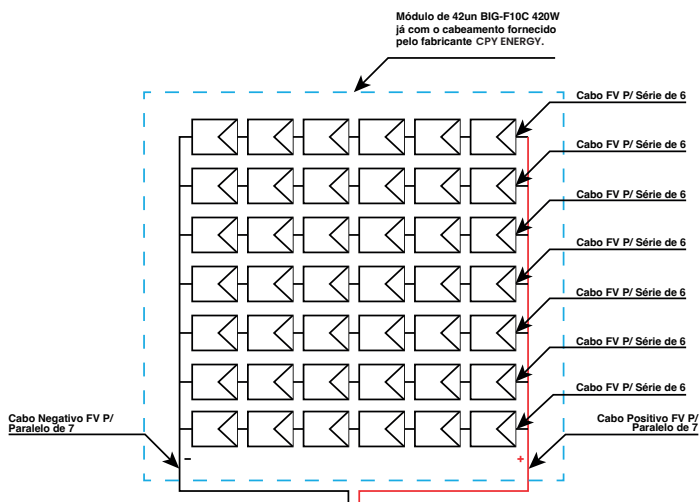 Módulo de 42un BIG-F10C 420W
já com o cabeamento fornecido
pelo fabricante CPY ENERGY.
Cabo FV P/ Série de 6
Cabo FV P/ Série de 6
Cabo FV P/ Série de 6
Cabo FV P/ Série de 6
Cabo FV P/ Série de 6
Cabo FV P/ Série de 6
Cabo FV P/ Série de 6
Cabo Negativo FV P/
Paralelo de 7
Cabo Positivo FV P/
Paralelo de 7
− +